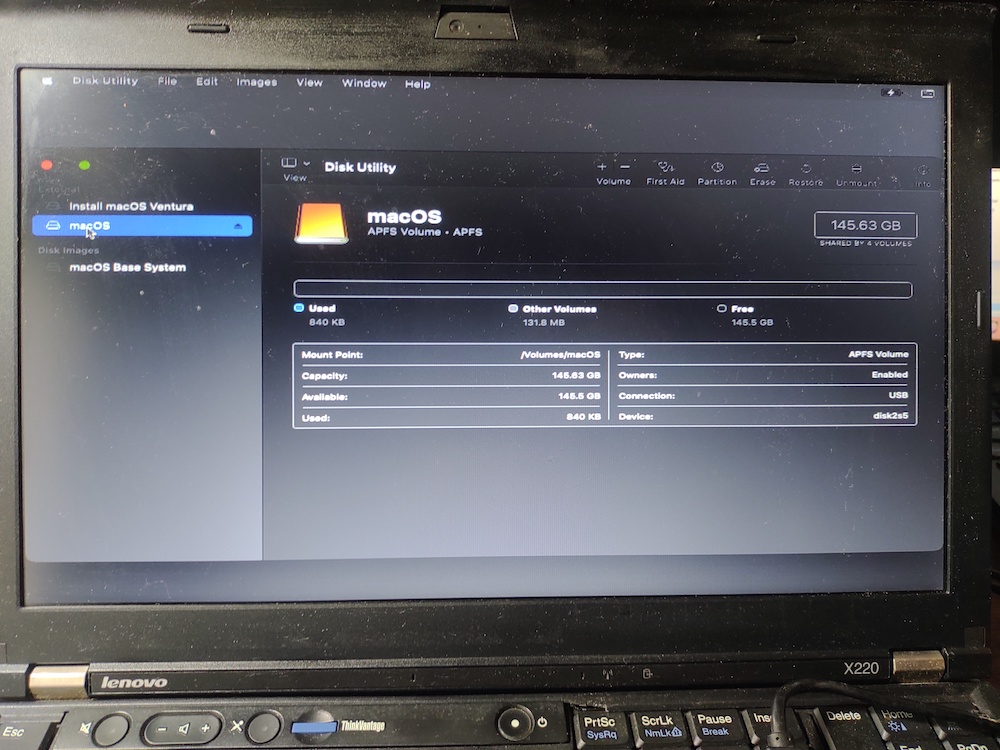 Disk Utility File Edit Images View Window Help
View
Disk Utility
Volume First Aid Partition Erase Restore Unmount Info
External
Install macOS Ventura
macOS
Disk Images
macOS Base System
macOS
APFS Volume • APFS
145.63 GB
SHARED BY 4 VOLUMES
Used
840 KB
Other Volumes
131.8 MB
Free
145.5 GB
Mount Point: /Volumes/macOS
Capacity: 145.63 GB
Available: 145.5 GB
Used: 840 KB
Type: APFS Volume
Owners: Enabled
Connection: USB
Device: disk2s5
lenovo
X220
Esc
ThinkVantage
PrtSc
SysRq
ScrLk
NmLk
Pause
Break
Ins
Delete
Home